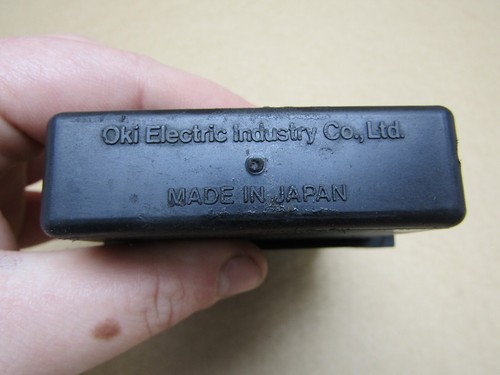 Oki Electric Industry Co., Ltd.
MADE IN JAPAN